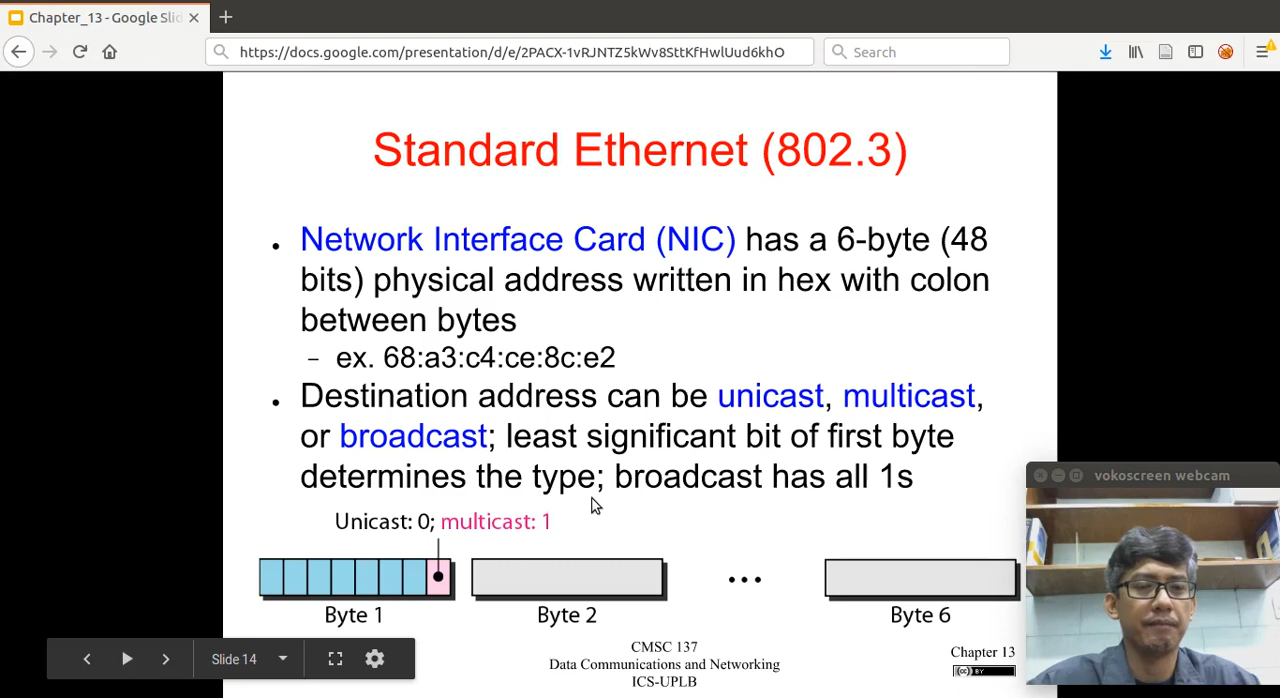 Chapter_13 - Google Slid
https://docs.google.com/presentation/d/e/2PACX-1vRJNTZ5kWv8SttKfHwlUud6khO
Search
Standard Ethernet (802.3)
• Network Interface Card (NIC) has a 6-byte (48
bits) physical address written in hex with colon
between bytes
– ex. 68:a3:c4:ce:8c:e2
• Destination address can be unicast, multicast,
or broadcast; least significant bit of first byte
determines the type; broadcast has all 1s
Unicast: 0; multicast: 1
...
Byte 1
Byte 2
Byte 6
vokoscreen webcam
Slide 14
CMSC 137
Data Communications and Networking
ICS-UPLB
Chapter 13
(cc) BY